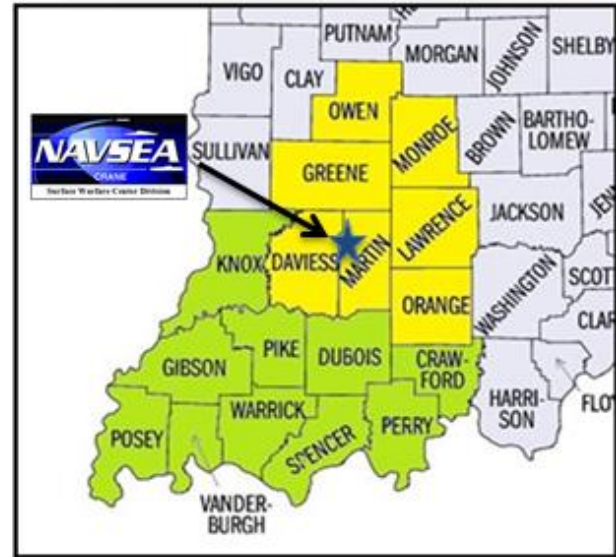 PUTNAM
SHELBY
MORGAN
JOHNSON
VIGO
CLAY
OWEN
NAVSEA
CRANE
Surface Warfare Center Division
SULLIVAN
GREENE
MONROE
BROWN
BARTHO-
LOMEW
JEN
KNOX
DAVIESS
MARTIN
LAWRENCE
JACKSON
WASHINGTON
SCOT
CLAR
ORANGE
GIBSON
PIKE
DUBOIS
CRAW-
FORD
HARRI-
SON
FLO
POSEY
WARRICK
SPENCER
PERRY
VANDER-
BURGH